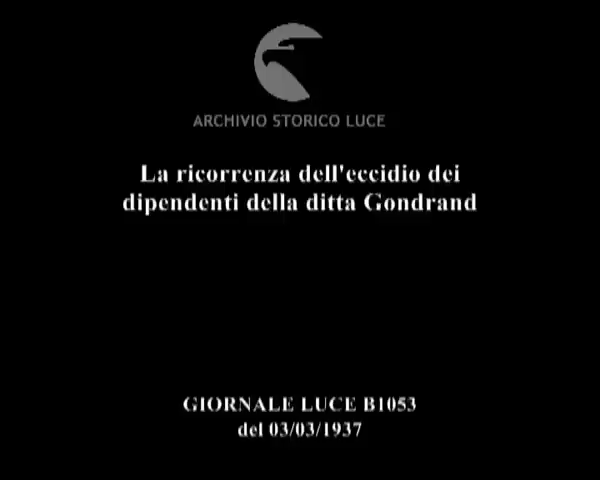 ARCHIVIO STORICO LUCE
La ricorrenza dell'eccidio dei
dipendenti della ditta Gondrand
GIORNALE LUCE B1053
del 03/03/1937